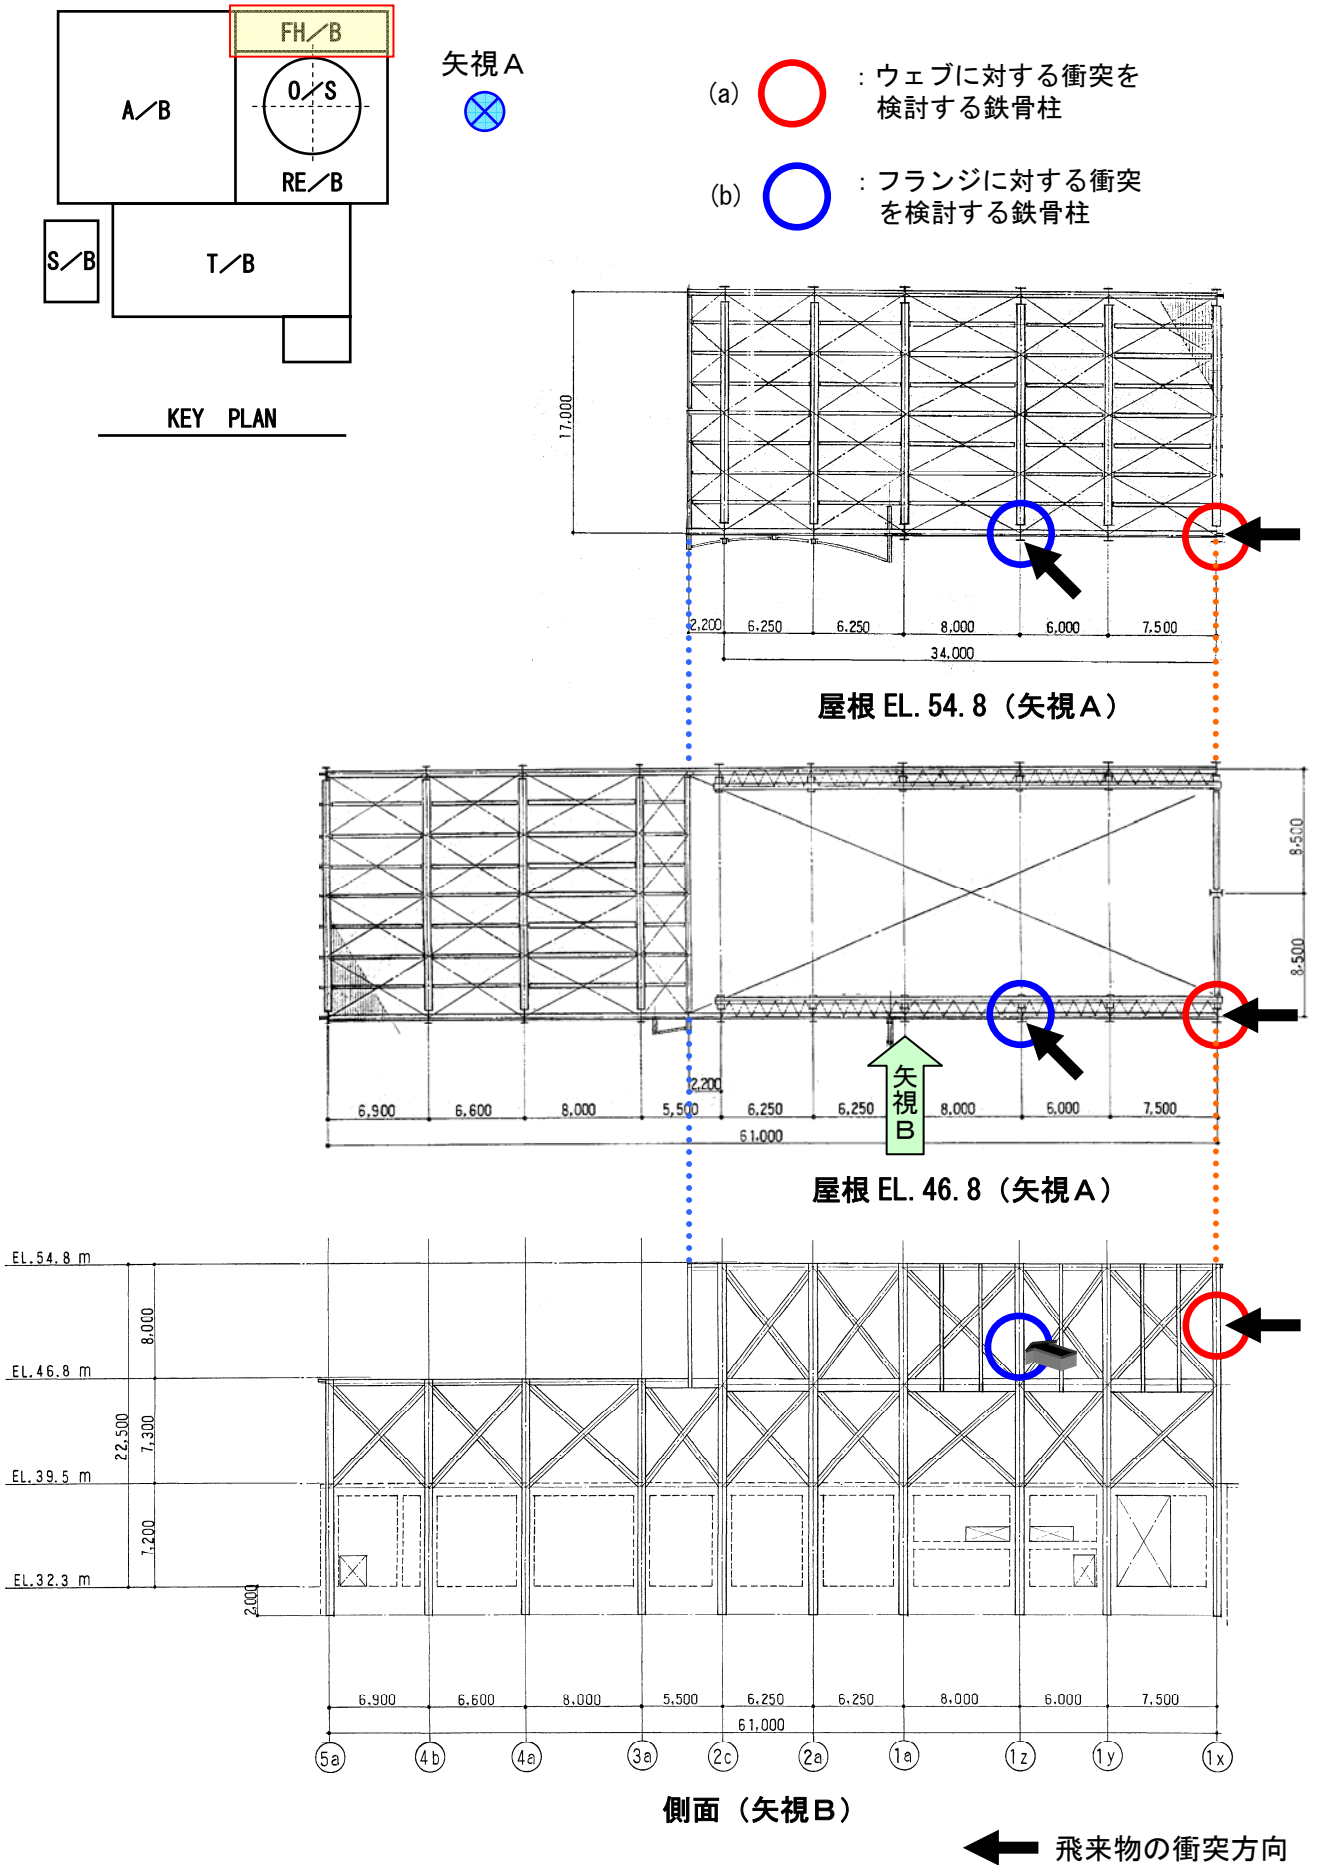 FH／B
A／B
O／S
RE／B
S／B
T／B
KEY PLAN
矢視A
(a)
：ウェブに対する衝突を
検討する鉄骨柱
(b)
：フランジに対する衝突
を検討する鉄骨柱
17.000
2,200 6.250 6.250 8,000 6,000 7,500
34.000
屋根 EL.54.8（矢視A）
8,500
8,500
矢視B
2,200
6,900 6,600 8,000 5,500 6,250 6,250 8,000 6,000 7,500
61.000
屋根 EL.46.8（矢視A）
EL.54.8 m
8.000
EL.46.8 m
22,500
7,300
EL.39.5 m
7,200
EL.32.3 m
2,000
6,900 6,600 8,000 5,500 6,250 6,250 8,000 6,000 7,500
61,000
5a 4b 4a 3a 2c 2a 1a 1z 1y 1x
側面（矢視B）
飛来物の衝突方向